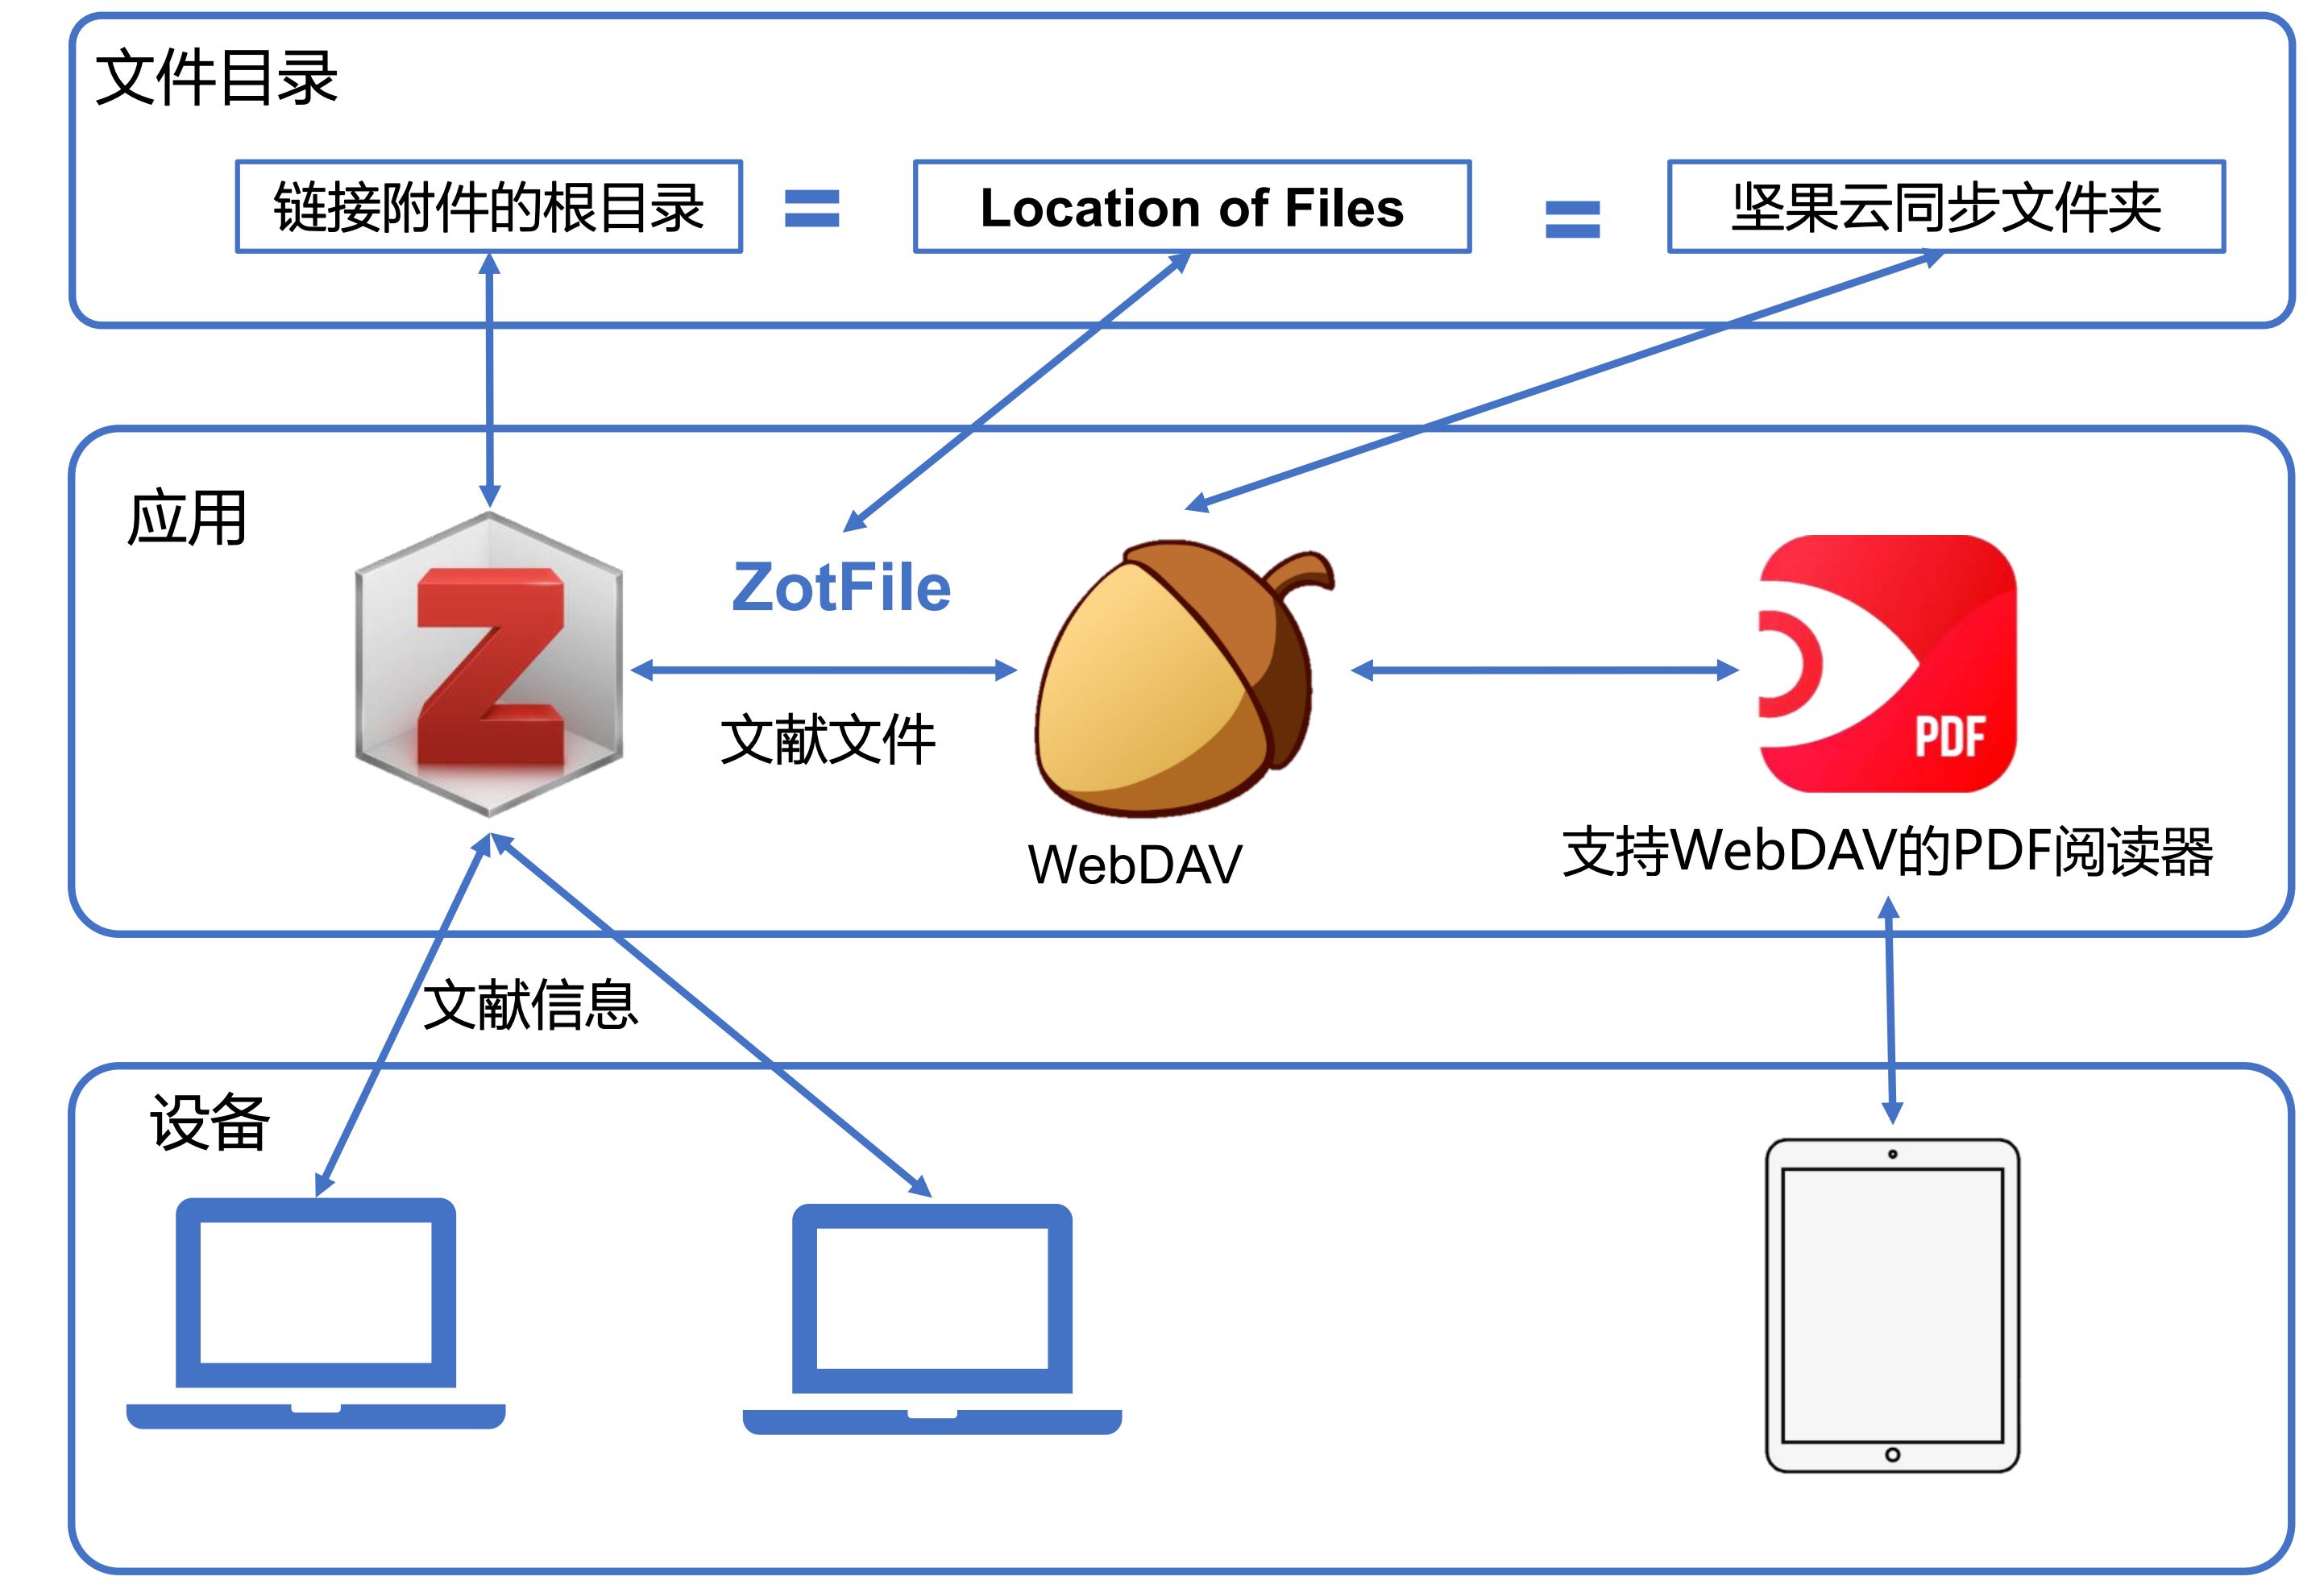 文件目录
链接附件的根目录
=
Location of Files
=
坚果云同步文件夹
应用
Z
ZotFile
文献文件
WebDAV
PDF
支持WebDAV的PDF阅读器
文献信息
设备